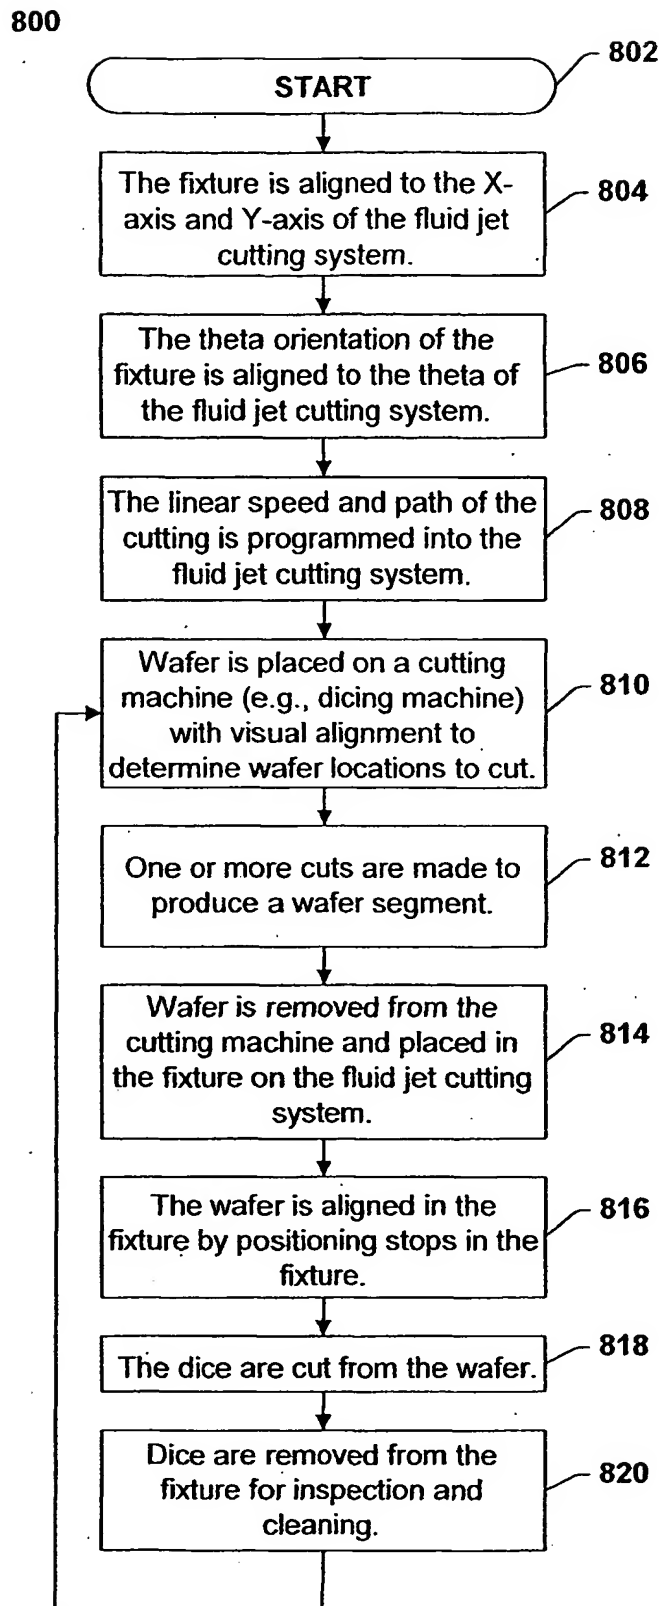 800
START
802
The fixture is aligned to the X-
axis and Y-axis of the fluid jet
cutting system.
804
The theta orientation of the
fixture is aligned to the theta of
the fluid jet cutting system.
806
The linear speed and path of the
cutting is programmed into the
fluid jet cutting system.
808
Wafer is placed on a cutting
machine (e.g., dicing machine)
with visual alignment to
determine wafer locations to cut.
810
One or more cuts are made to
produce a wafer segment.
812
Wafer is removed from the
cutting machine and placed in
the fixture on the fluid jet cutting
system.
814
The wafer is aligned in the
fixture by positioning stops in the
fixture.
816
The dice are cut from the wafer.
818
Dice are removed from the
fixture for inspection and
cleaning.
820